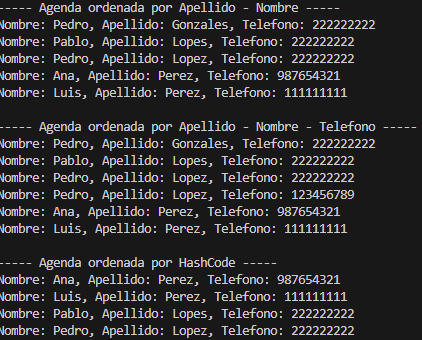 ----- Agenda ordenada por Apellido - Nombre -----
Nombre: Pedro, Apellido: Gonzales, Telefono: 222222222
Nombre: Pablo, Apellido: Lopes, Telefono: 222222222
Nombre: Pedro, Apellido: Lopes, Telefono: 222222222
Nombre: Ana, Apellido: Perez, Telefono: 987654321
Nombre: Luis, Apellido: Perez, Telefono: 111111111

----- Agenda ordenada por Apellido - Nombre - Telefono -----
Nombre: Pedro, Apellido: Gonzales, Telefono: 222222222
Nombre: Pablo, Apellido: Lopes, Telefono: 222222222
Nombre: Pedro, Apellido: Lopes, Telefono: 222222222
Nombre: Pedro, Apellido: Lopes, Telefono: 123456789
Nombre: Ana, Apellido: Perez, Telefono: 987654321
Nombre: Luis, Apellido: Perez, Telefono: 111111111

----- Agenda ordenada por HashCode -----
Nombre: Ana, Apellido: Perez, Telefono: 987654321
Nombre: Luis, Apellido: Perez, Telefono: 111111111
Nombre: Pablo, Apellido: Lopes, Telefono: 222222222
Nombre: Pedro, Apellido: Lopes, Telefono: 222222222